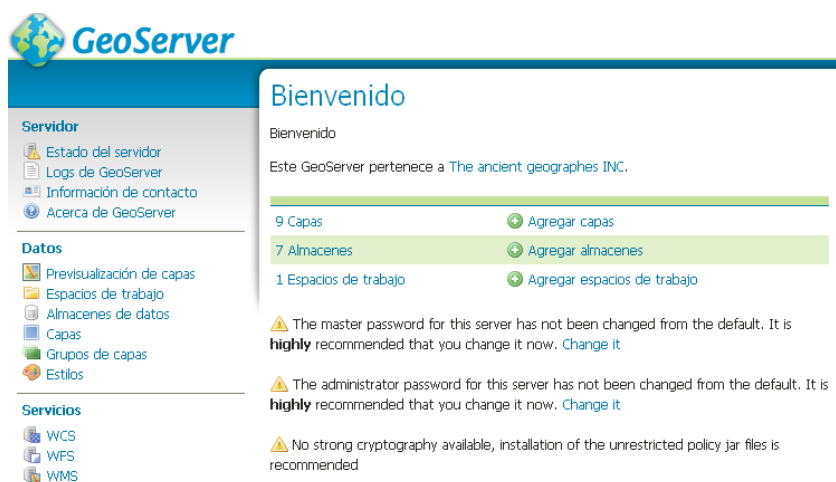 GeoServer
Servidor
Estado del servidor
Logs de GeoServer
Información de contacto
Acerca de GeoServer
Datos
Previsualización de capas
Espacios de trabajo
Almacenes de datos
Capas
Grupos de capas
Estilos
Servicios
WCS
WFS
WMS
Bienvenido
Bienvenido
Este GeoServer pertenece a The ancient geographes INC.
9 Capas Agregar capas
7 Almacenes Agregar almacenes
1 Espacios de trabajo Agregar espacios de trabajo
The master password for this server has not been changed from the default. It is
highly recommended that you change it now. Change it
The administrator password for this server has not been changed from the default. It is
highly recommended that you change it now. Change it
No strong cryptography available, installation of the unrestricted policy jar files is
recommended